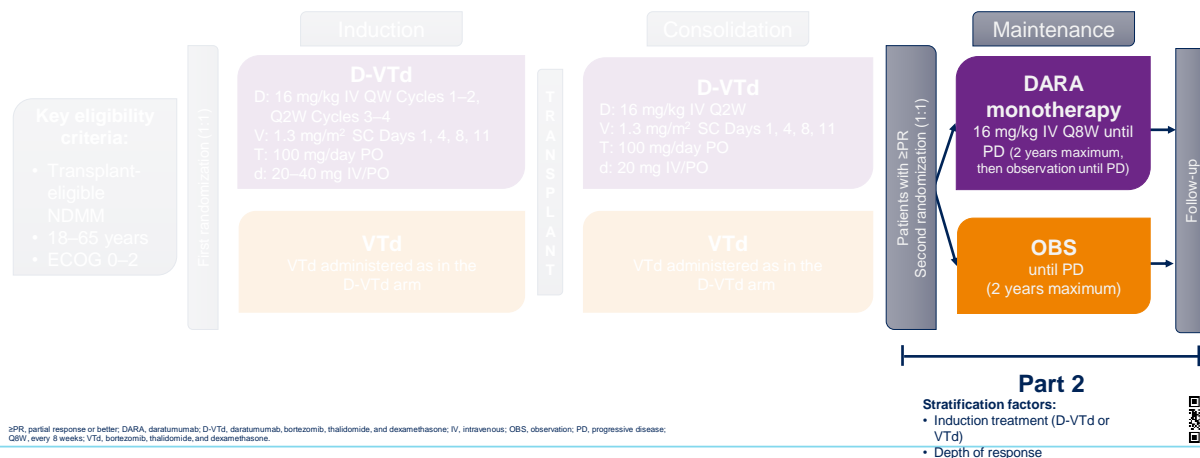 Induction
Consolidation
Maintenance
Key eligibility
criteria:
• Transplant-
eligible
NDMM
• 18–65 years
• ECOG 0–2
First randomization (1:1)
D-VTd
D: 16 mg/kg IV QW Cycles 1–2,
Q2W Cycles 3–4
V: 1.3 mg/m² SC Days 1, 4, 8, 11
T: 100 mg/day PO
d: 20–40 mg IV/PO
VTd
VTd administered as in the
D-VTd arm
TRANSPLANT
D-VTd
D: 16 mg/kg IV Q2W
V: 1.3 mg/m² SC Days 1, 4, 8, 11
T: 100 mg/day PO
d: 20 mg IV/PO
VTd
VTd administered as in the
D-VTd arm
Patients with ≥PR
Second randomization (1:1)
DARA
monotherapy
16 mg/kg IV Q8W until
PD (2 years maximum,
then observation until PD)
OBS
until PD
(2 years maximum)
Follow-up
Part 2
Stratification factors:
• Induction treatment (D-VTd or
VTd)
• Depth of response
≥PR, partial response or better; DARA, daratumumab; D-VTd, daratumumab, bortezomib, thalidomide, and dexamethasone; IV, intravenous; OBS, observation; PD, progressive disease;
Q8W, every 8 weeks; VTd, bortezomib, thalidomide, and dexamethasone.